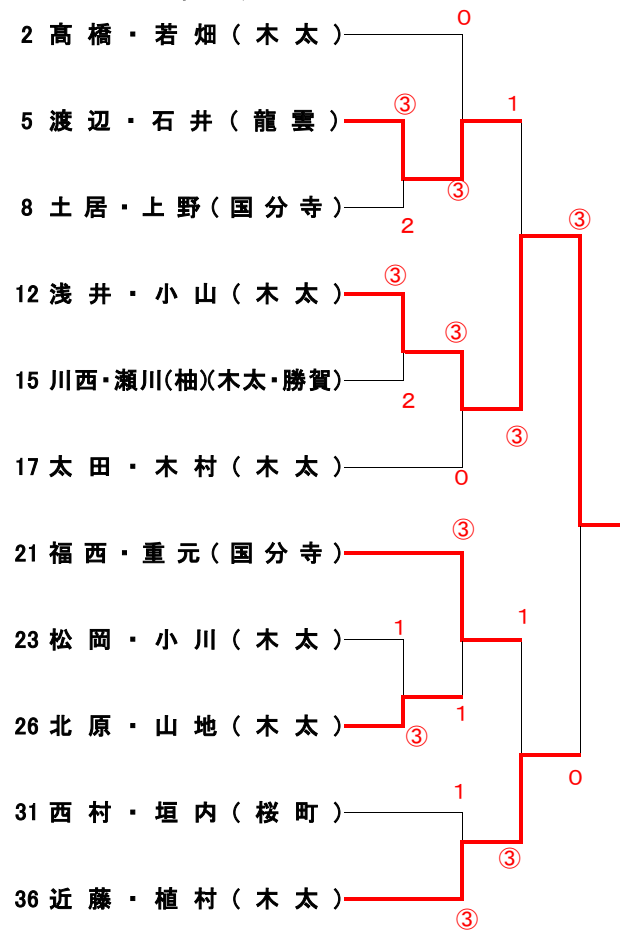 0
2 髙橋・若畑(木太)
③ 1
5 渡辺・石井(龍雲)
③
8 土居・上野(国分寺)
2 ③
③
12 浅井・小山(木太)
③
15 川西・瀬川(柚)(木太・勝賀)
2
③
17 太田・木村(木太)
0
③
21 福西・重元(国分寺)
1 1
23 松岡・小川(木太)
1
26 北原・山地(木太)
③
1 0
31 西村・垣内(桜町)
③
36 近藤・植村(木太)
③